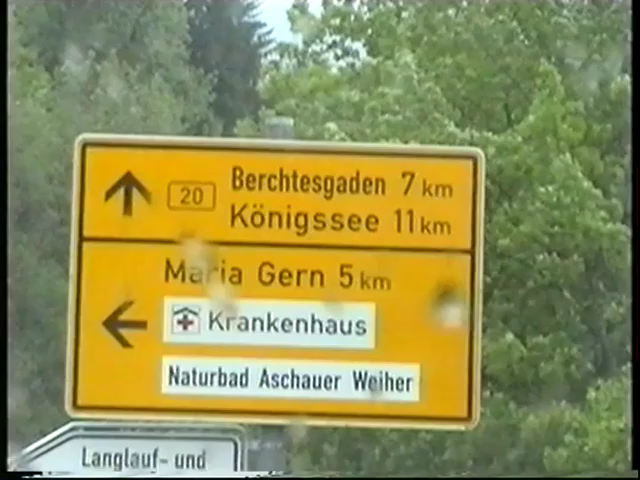 20 Berchtesgaden 7 km
Königssee 11 km
Maria Gern 5 km
Krankenhaus
Naturbad Aschauer Weiher
Langlauf- und